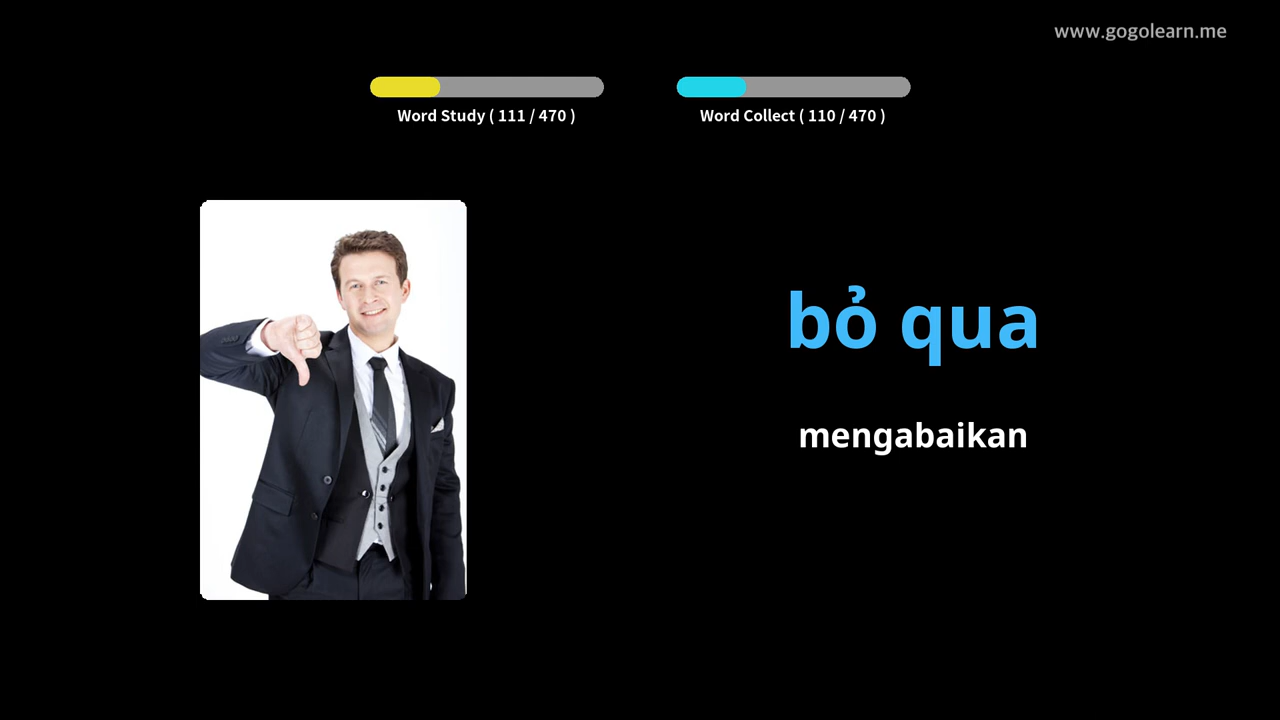 www.gogolearn.me
Word Study ( 111 / 470 )
Word Collect ( 110 / 470 )
bỏ qua
mengabaikan